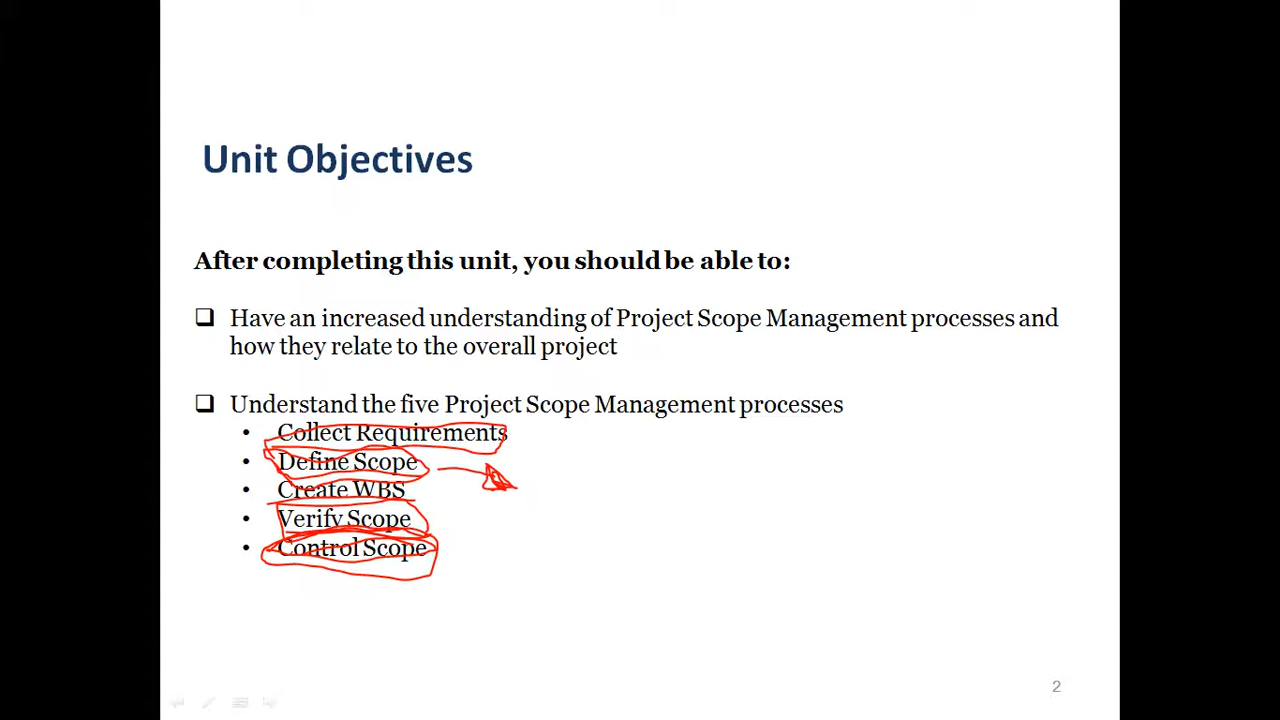 Unit Objectives
After completing this unit, you should be able to:
Have an increased understanding of Project Scope Management processes and
how they relate to the overall project
Understand the five Project Scope Management processes
• Collect Requirements
• Define Scope
• Create WBS
• Verify Scope
• Control Scope
2